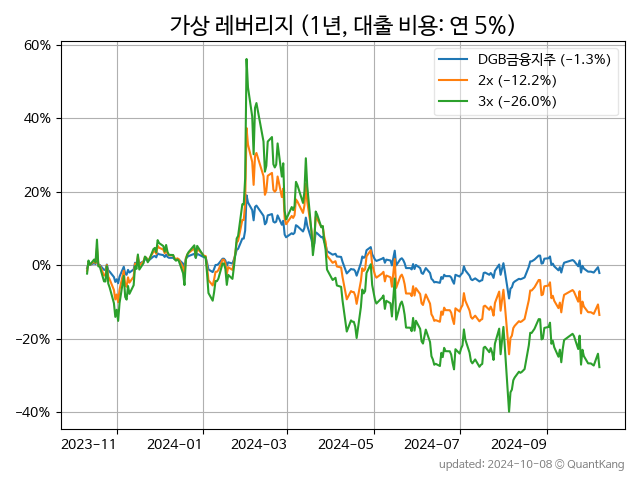 가상 레버리지 (1년, 대출 비용: 연 5%)
60%
40%
20%
0%
−20%
−40%
DGB금융지주 (−1.3%)
2x (−12.2%)
3x (−26.0%)
2023-11
2024-01
2024-03
2024-05
2024-07
2024-09
updated: 2024-10-08 © QuantKang